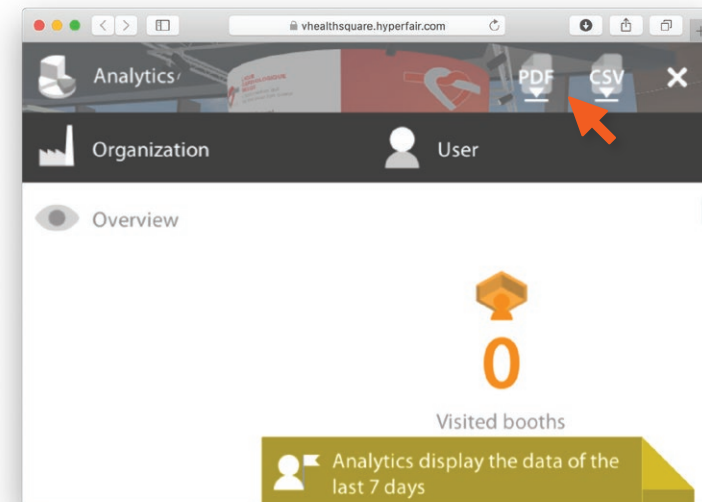 vhealthsquare.hyperfair.com
Analytics
PDF
CSV
Organization
User
Overview
0
Visited booths
Analytics display the data of the
last 7 days